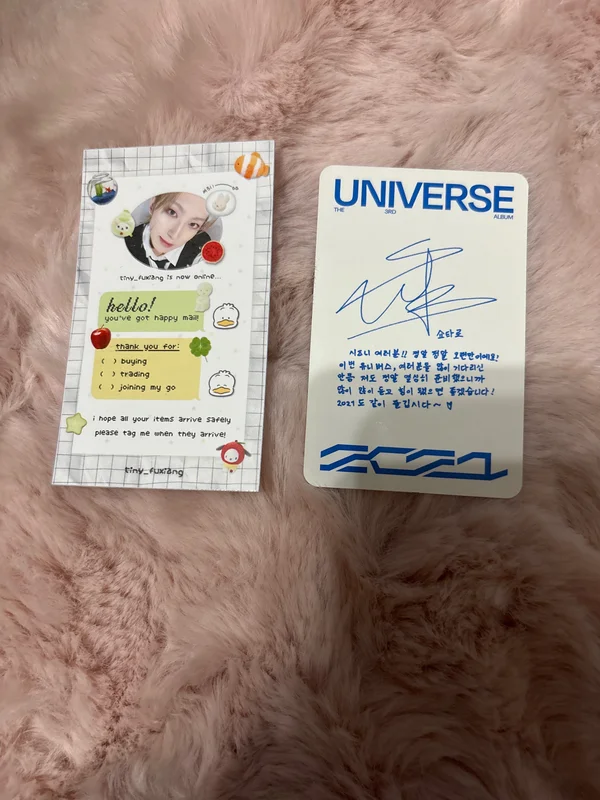 tiny_fuxiang is now online...
hello!
you've got happy mail!
thank you for:
( ) buying
( ) trading
( ) joining my go
i hope all your items arrive safely
please tag me when they arrive!
tiny_fuxiang
UNIVERSE
THE 3RD ALBUM
쇼타로
시즈니 여러분!! 정말 정말 오랜만이에요!
이번 유니버스, 여러분들 많이 기다리신
만큼 저도 정말 열심히 준비했으니까
많이 많이 듣고 힘이 됐으면 좋겠습니다!
2021도 같이 즐깁시다~
2021